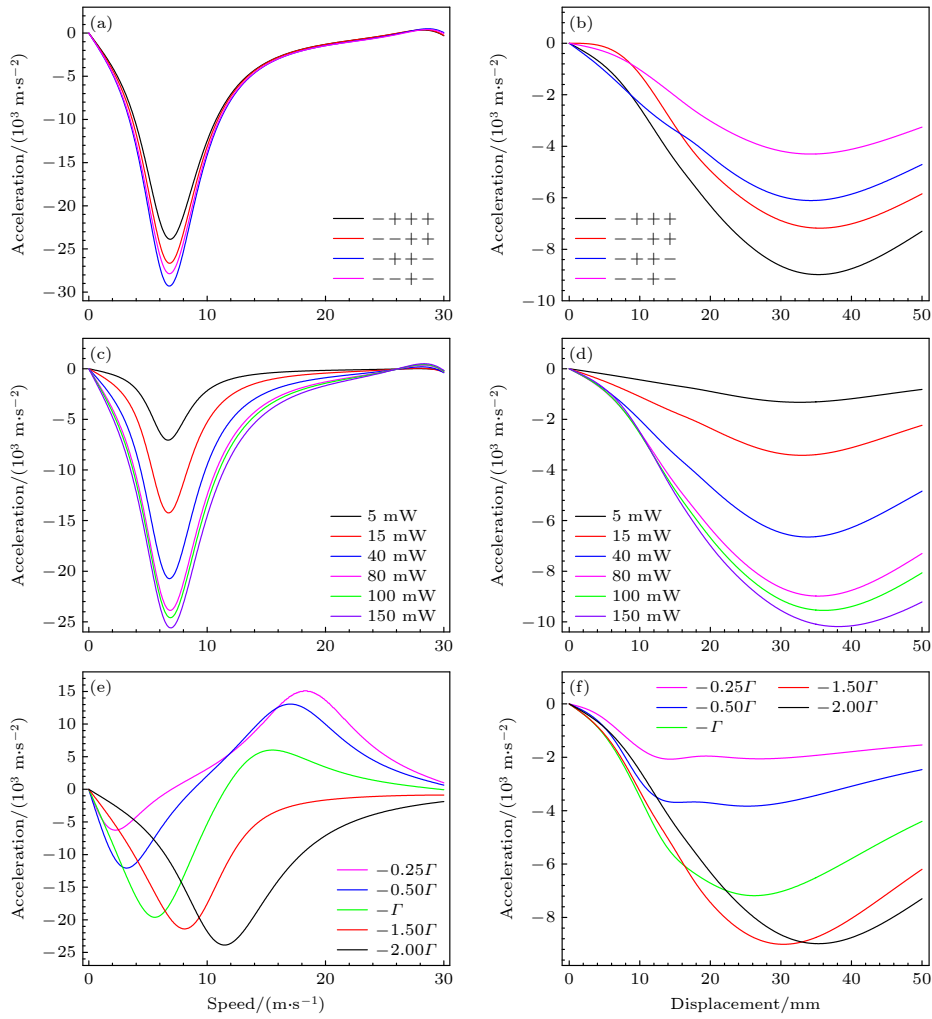 (a)
Acceleration/(10³ m·s⁻²)
0
−5
−10
−15
−20
−25
−30
− + + +
− − + +
− + + −
− − + −
0 10 20 30
(b)
Acceleration/(10³ m·s⁻²)
0
−2
−4
−6
−8
−10
− + + +
− − + +
− + + −
− − + −
0 10 20 30 40 50
(c)
Acceleration/(10³ m·s⁻²)
0
−5
−10
−15
−20
−25
5 mW
15 mW
40 mW
80 mW
100 mW
150 mW
0 10 20 30
(d)
Acceleration/(10³ m·s⁻²)
0
−2
−4
−6
−8
−10
5 mW
15 mW
40 mW
80 mW
100 mW
150 mW
0 10 20 30 40 50
(e)
Acceleration/(10³ m·s⁻²)
15
10
5
0
−5
−10
−15
−20
−25
−0.25Γ
−0.50Γ
−Γ
−1.50Γ
−2.00Γ
0 10 20 30
Speed/(m·s⁻¹)
(f)
Acceleration/(10³ m·s⁻²)
0
−2
−4
−6
−8
−0.25Γ −1.50Γ
−0.50Γ −2.00Γ
−Γ
0 10 20 30 40 50
Displacement/mm